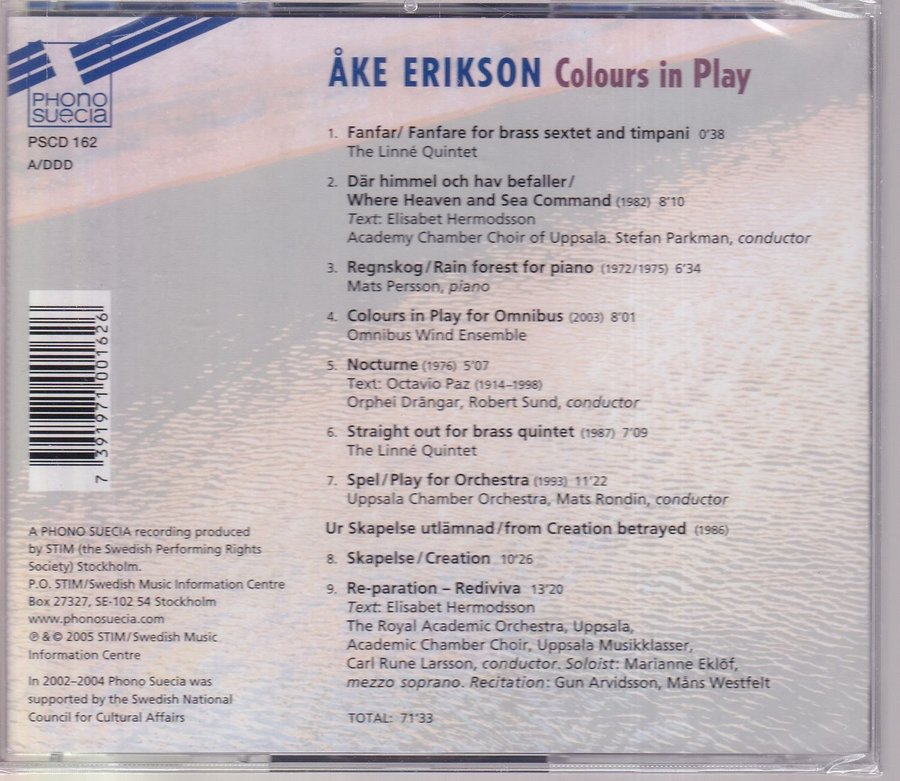 PHONO
SUECIA
PSCD 162
A/DDD
ÅKE ERIKSON Colours in Play
1. Fanfar/ Fanfare for brass sextet and timpani 0'38
The Linné Quintet
2. Där himmel och hav befaller/
Where Heaven and Sea Command (1982) 8'10
Text: Elisabet Hermodsson
Academy Chamber Choir of Uppsala. Stefan Parkman, conductor
3. Regnskog/Rain forest for piano (1972/1975) 6'34
Mats Persson, piano
4. Colours in Play for Omnibus (2003) 8'01
Omnibus Wind Ensemble
5. Nocturne (1976) 5'07
Text: Octavio Paz (1914–1998)
Orphei Drängar, Robert Sund, conductor
6. Straight out for brass quintet (1987) 7'09
The Linné Quintet
7. Spel/Play for Orchestra (1993) 11'22
Uppsala Chamber Orchestra, Mats Rondin, conductor
Ur Skapelse utlämnad/from Creation betrayed (1986)
8. Skapelse/Creation 10'26
9. Re-paration – Rediviva 13'20
Text: Elisabet Hermodsson
The Royal Academic Orchestra, Uppsala,
Academic Chamber Choir, Uppsala Musikklasser,
Carl Rune Larsson, conductor. Soloist: Marianne Eklöf,
mezzo soprano. Recitation: Gun Arvidsson, Måns Westfelt
TOTAL: 71'33
7 391971 001626
A PHONO SUECIA recording produced
by STIM (the Swedish Performing Rights
Society) Stockholm.
P.O. STIM/Swedish Music Information Centre
Box 27327, SE-102 54 Stockholm
www.phonosuecia.com
℗ & © 2005 STIM/Swedish Music
Information Centre
In 2002–2004 Phono Suecia was
supported by the Swedish National
Council for Cultural Affairs